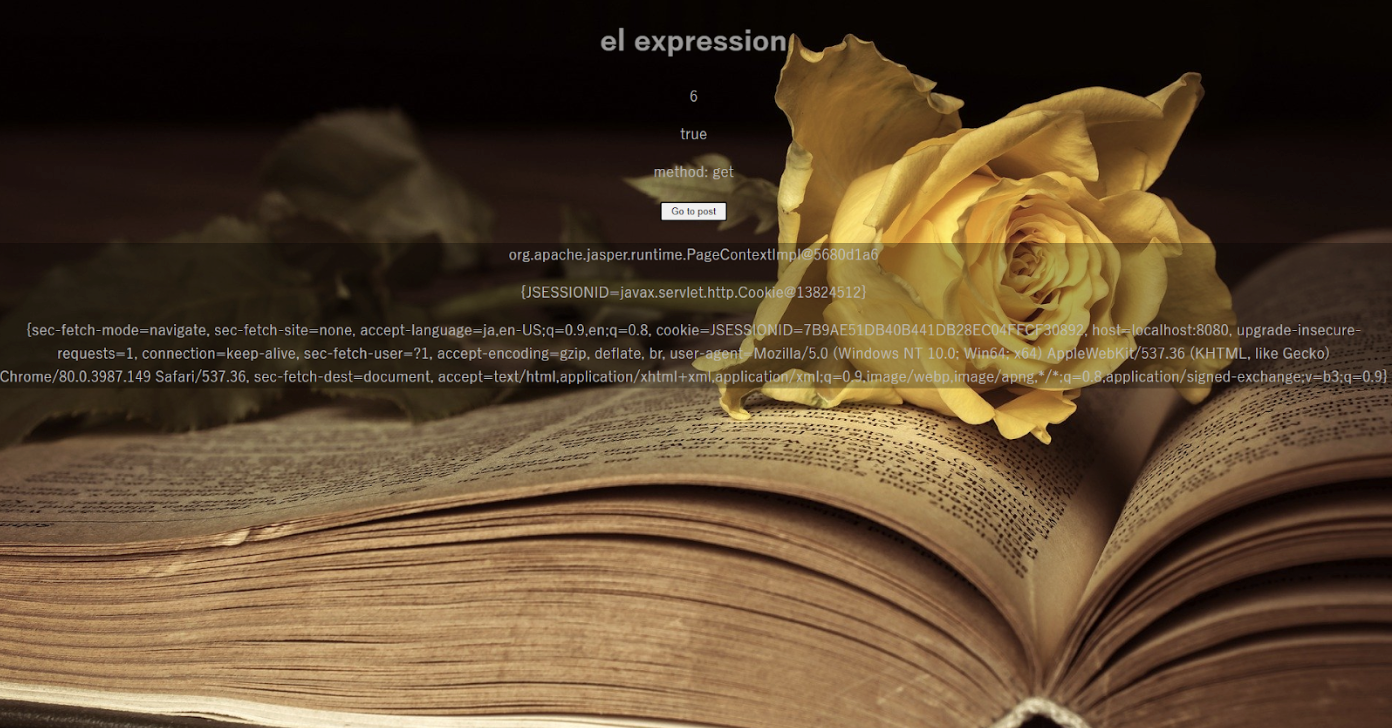 el expression
6
true
method: get
Go to post
org.apache.jasper.runtime.PageContextImpl@5680d1a6
{JSESSIONID=javax.servlet.http.Cookie@13824512}
{sec-fetch-mode=navigate, sec-fetch-site=none, accept-language=ja,en-US;q=0.9,en;q=0.8, cookie=JSESSIONID=7B9AE51DB40B441DB28EC04FFCF30892, host=localhost:8080, upgrade-insecure-
requests=1, connection=keep-alive, sec-fetch-user=?1, accept-encoding=gzip, deflate, br, user-agent=Mozilla/5.0 (Windows NT 10.0; Win64; x64) AppleWebKit/537.36 (KHTML, like Gecko)
Chrome/80.0.3987.149 Safari/537.36, sec-fetch-dest=document, accept=text/html,application/xhtml+xml,application/xml;q=0.9,image/webp,image/apng,*/*;q=0.8,application/signed-exchange;v=b3;q=0.9}